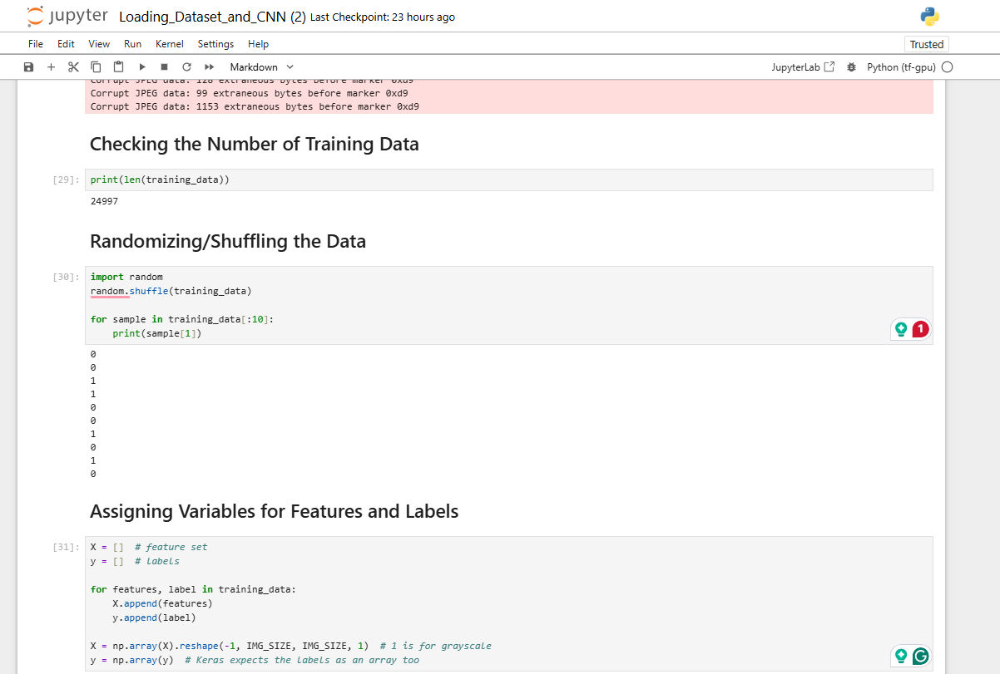 jupyter Loading_Dataset_and_CNN (2) Last Checkpoint: 23 hours ago
File Edit View Run Kernel Settings Help
Trusted
Markdown
JupyterLab
Python (tf-gpu)
Corrupt JPEG data: 128 extraneous bytes before marker 0xd9
Corrupt JPEG data: 99 extraneous bytes before marker 0xd9
Corrupt JPEG data: 1153 extraneous bytes before marker 0xd9
Checking the Number of Training Data
[29]: print(len(training_data))
24997
Randomizing/Shuffling the Data
[30]: import random
random.shuffle(training_data)
for sample in training_data[:10]:
    print(sample[1])
1
0
0
1
1
0
0
1
0
1
0
Assigning Variables for Features and Labels
[31]: X = []  # feature set
y = []  # labels
for features, label in training_data:
    X.append(features)
    y.append(label)
X = np.array(X).reshape(-1, IMG_SIZE, IMG_SIZE, 1)  # 1 is for grayscale
y = np.array(y)  # Keras expects the labels as an array too